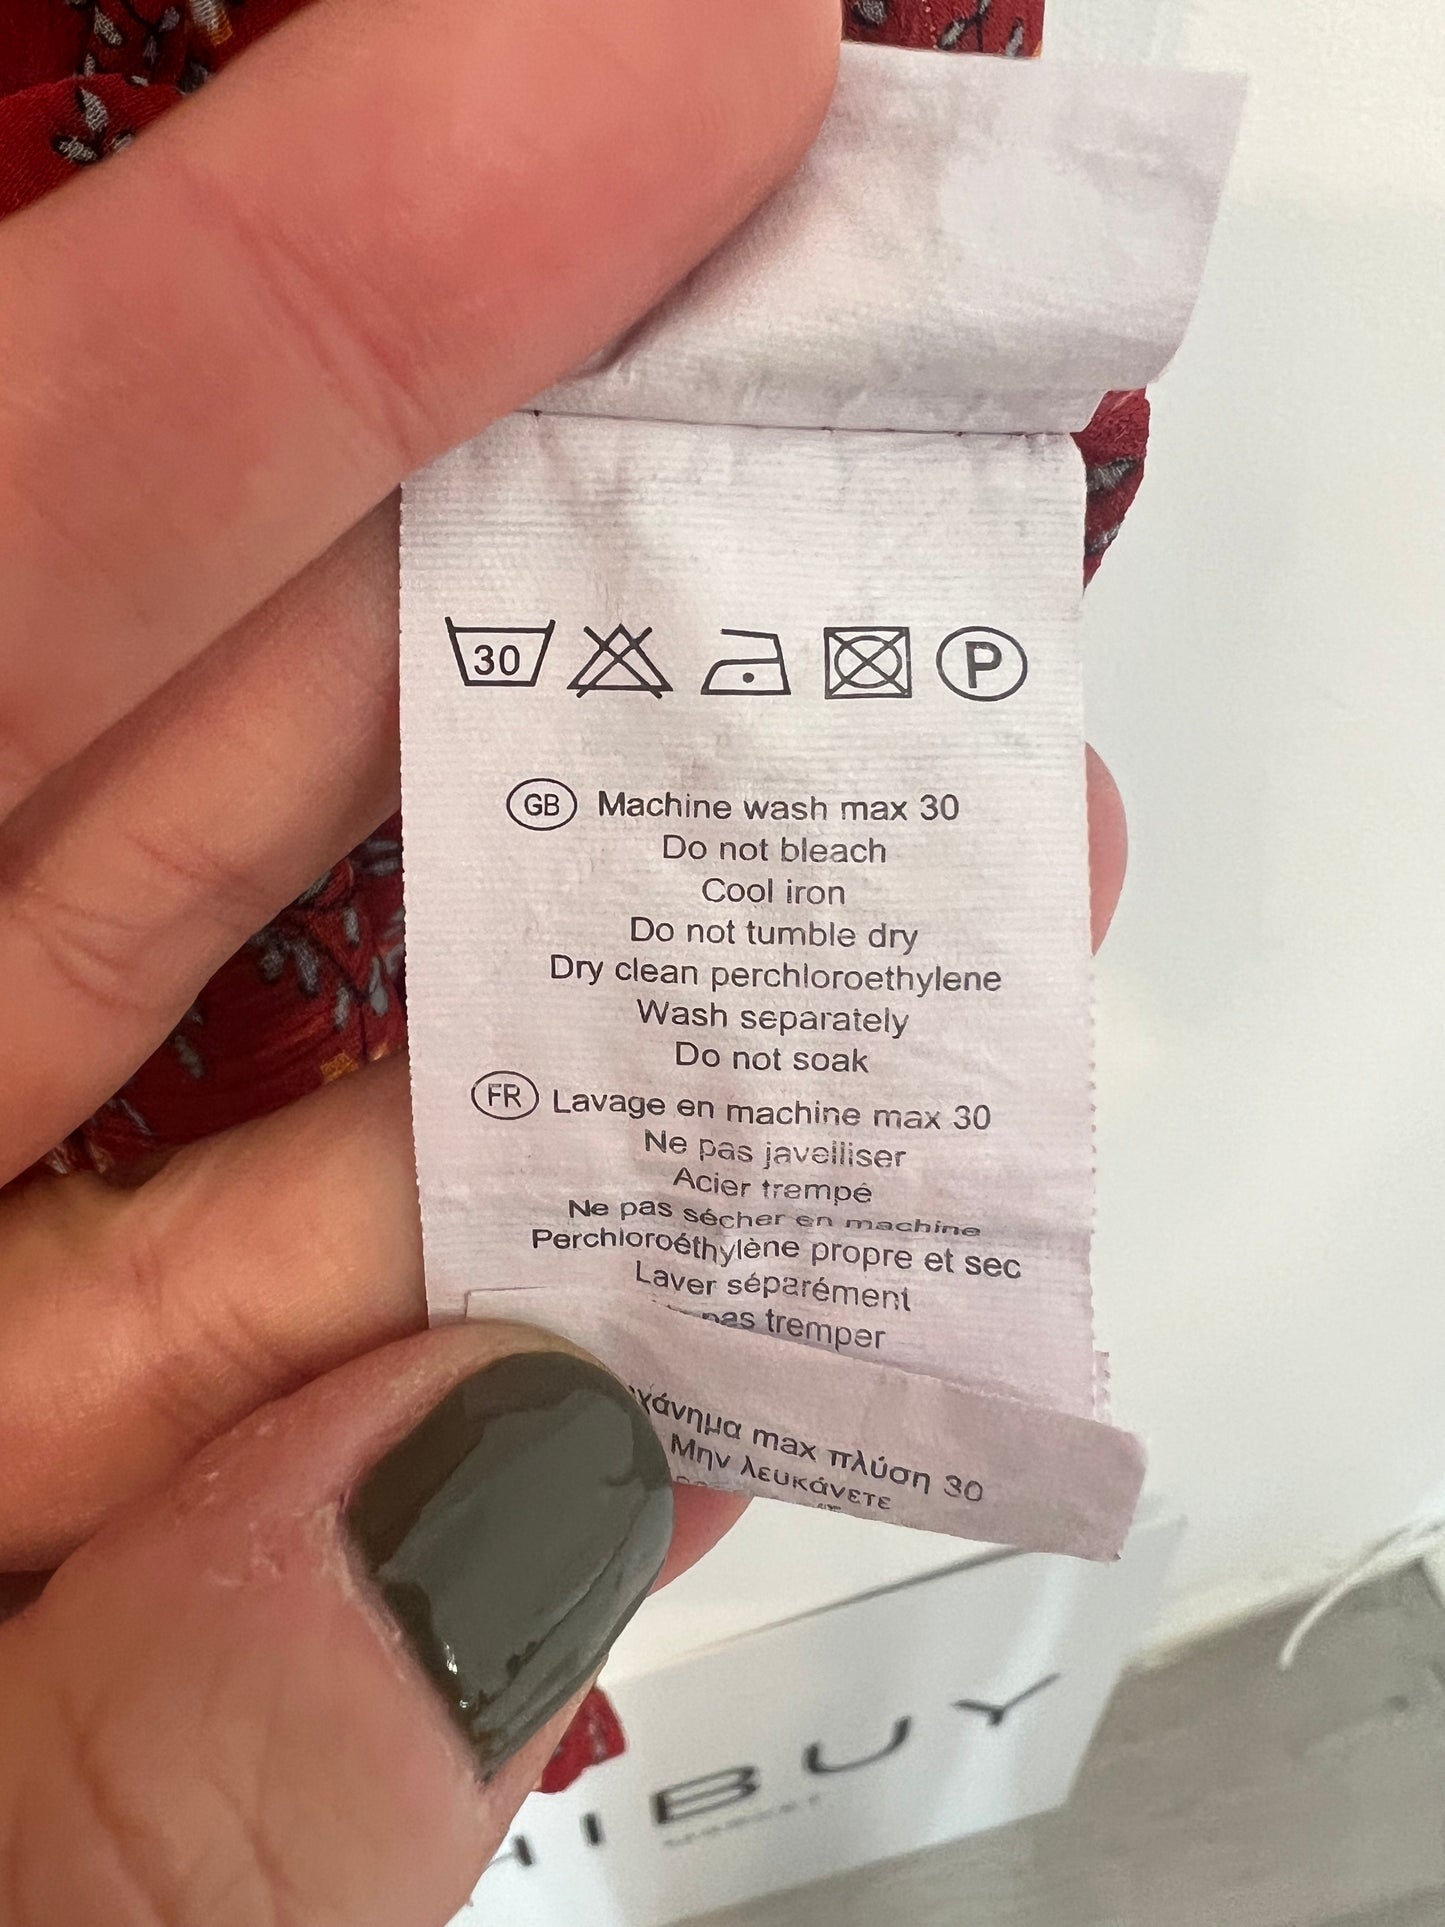 30 P
GB Machine wash max 30
Do not bleach
Cool iron
Do not tumble dry
Dry clean perchloroethylene
Wash separately
Do not soak
FR Lavage en machine max 30
Ne pas javelliser
Acier trempé
Ne pas sécher en machine
Perchloroéthylène propre et sec
Laver séparément
pas tremper
max πλύση 30
Μην λευκάνετε
HIBUY